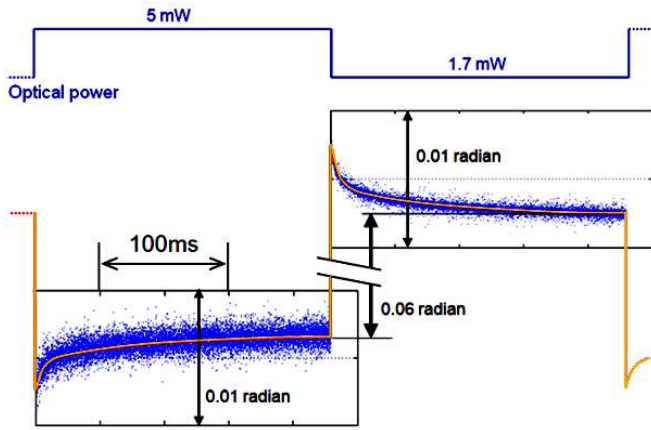 5 mW
1.7 mW
Optical power
0.01 radian
100ms
0.06 radian
0.01 radian